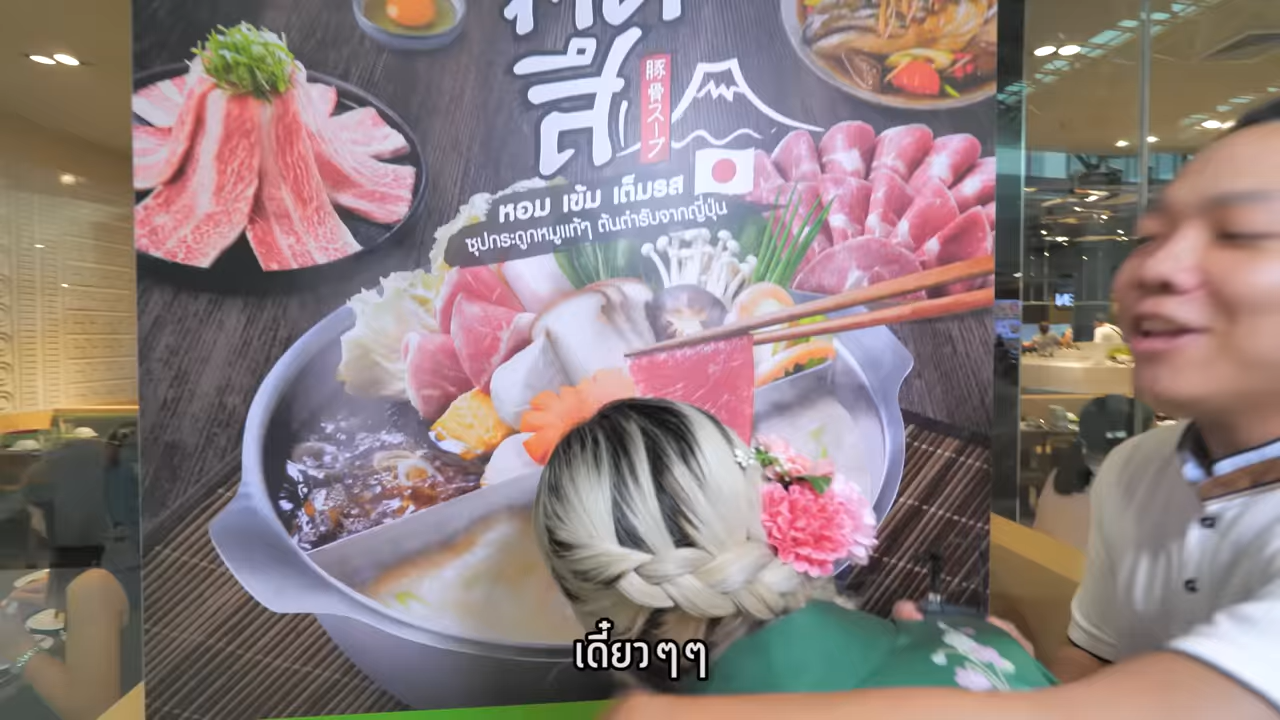 สึ
豚骨スープ
หอม เข้ม เต็มรส
ซุปกระดูกหมูแท้ๆ ต้นตำรับจากญี่ปุ่น
เดี๋ยวๆๆ